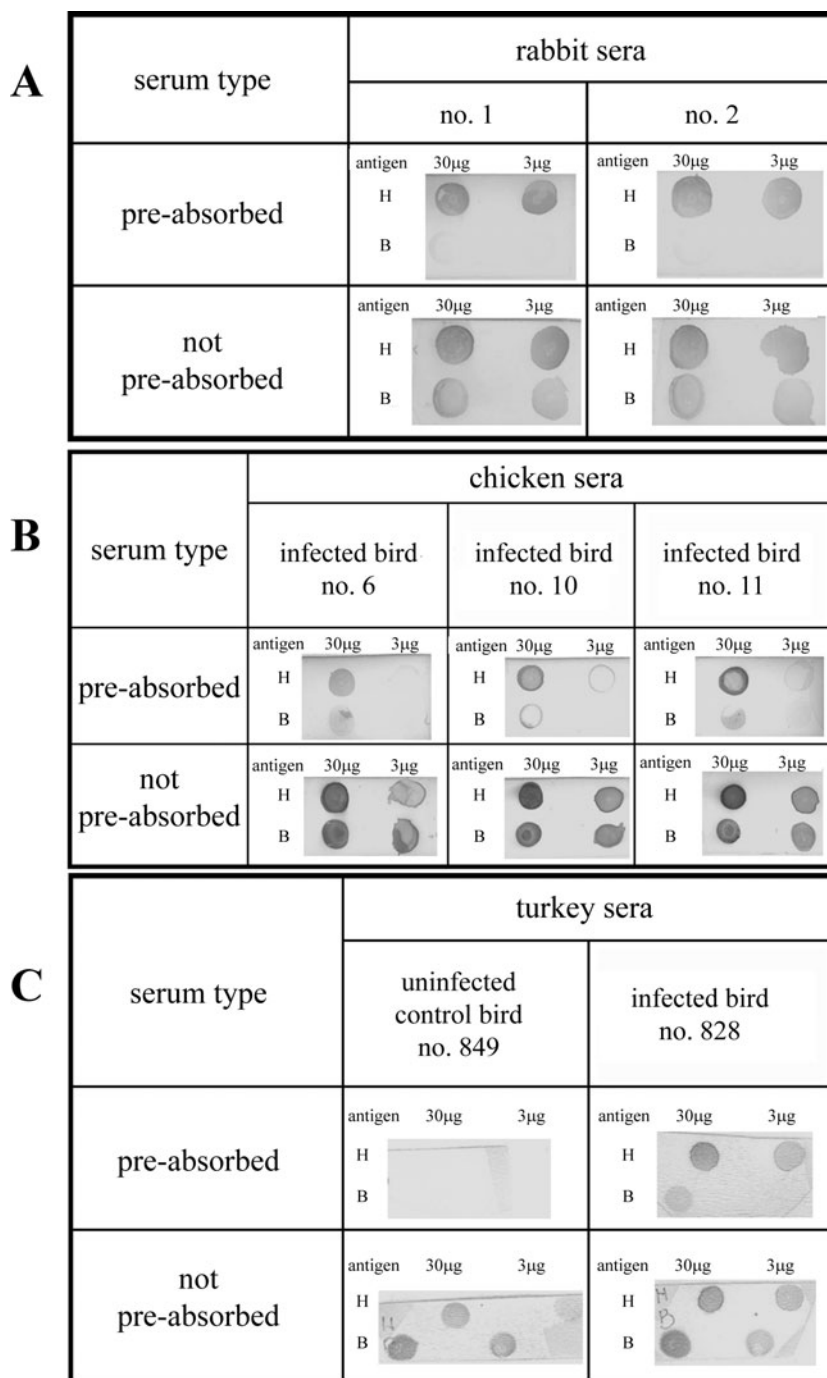 A
serum type
rabbit sera
no. 1
no. 2
pre-absorbed
antigen 30μg 3μg
H
B
antigen 30μg 3μg
H
B
not
pre-absorbed
antigen 30μg 3μg
H
B
antigen 30μg 3μg
H
B
B
serum type
chicken sera
infected bird
no. 6
infected bird
no. 10
infected bird
no. 11
pre-absorbed
antigen 30μg 3μg
H
B
antigen 30μg 3μg
H
B
antigen 30μg 3μg
H
B
not
pre-absorbed
antigen 30μg 3μg
H
B
antigen 30μg 3μg
H
B
antigen 30μg 3μg
H
B
C
serum type
turkey sera
uninfected
control bird
no. 849
infected bird
no. 828
pre-absorbed
antigen 30μg 3μg
H
B
antigen 30μg 3μg
H
B
not
pre-absorbed
antigen 30μg 3μg
H
H
B
antigen 30μg 3μg
H
H
B
B